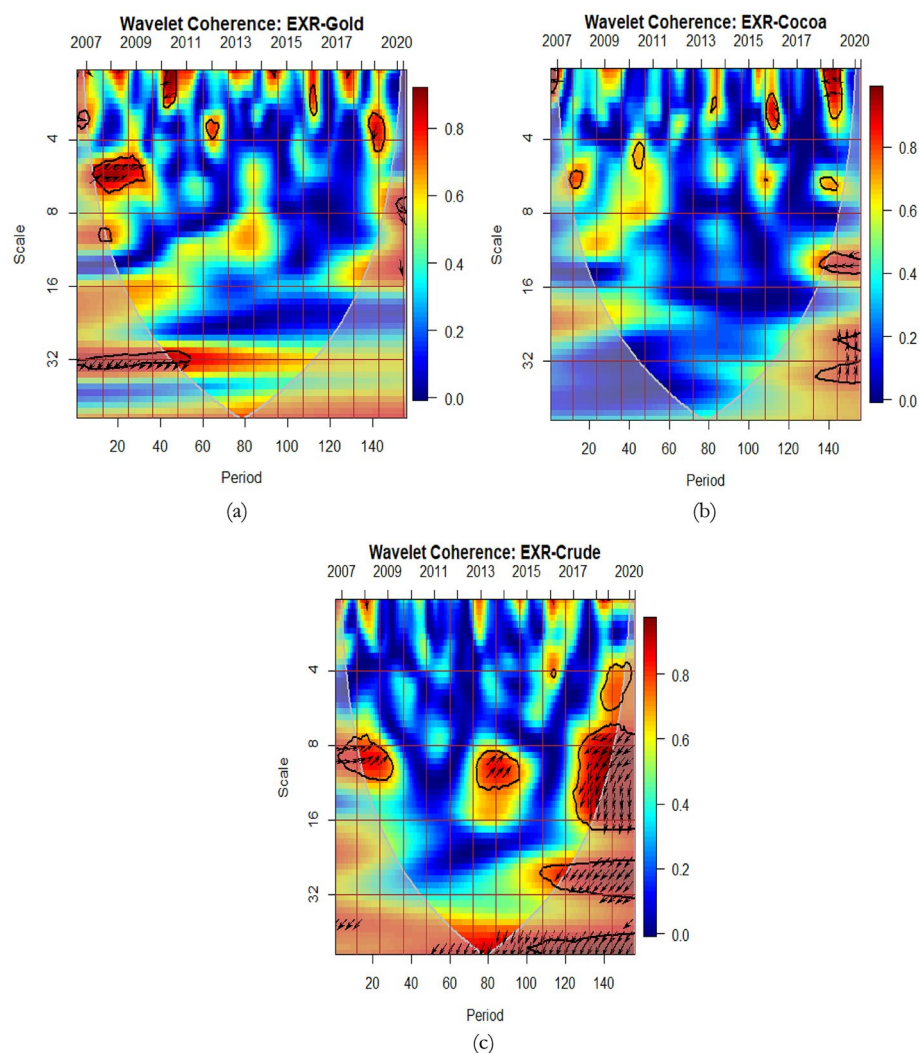 Wavelet Coherence: EXR-Gold
2007 2009 2011 2013 2015 2017 2020
Scale
4
8
16
32
0.8
0.6
0.4
0.2
0.0
20 40 60 80 100 120 140
Period
(a)
Wavelet Coherence: EXR-Cocoa
2007 2009 2011 2013 2015 2017 2020
Scale
4
8
16
32
0.8
0.6
0.4
0.2
0.0
20 40 60 80 100 120 140
Period
(b)
Wavelet Coherence: EXR-Crude
2007 2009 2011 2013 2015 2017 2020
Scale
4
8
16
32
0.8
0.6
0.4
0.2
0.0
20 40 60 80 100 120 140
Period
(c)